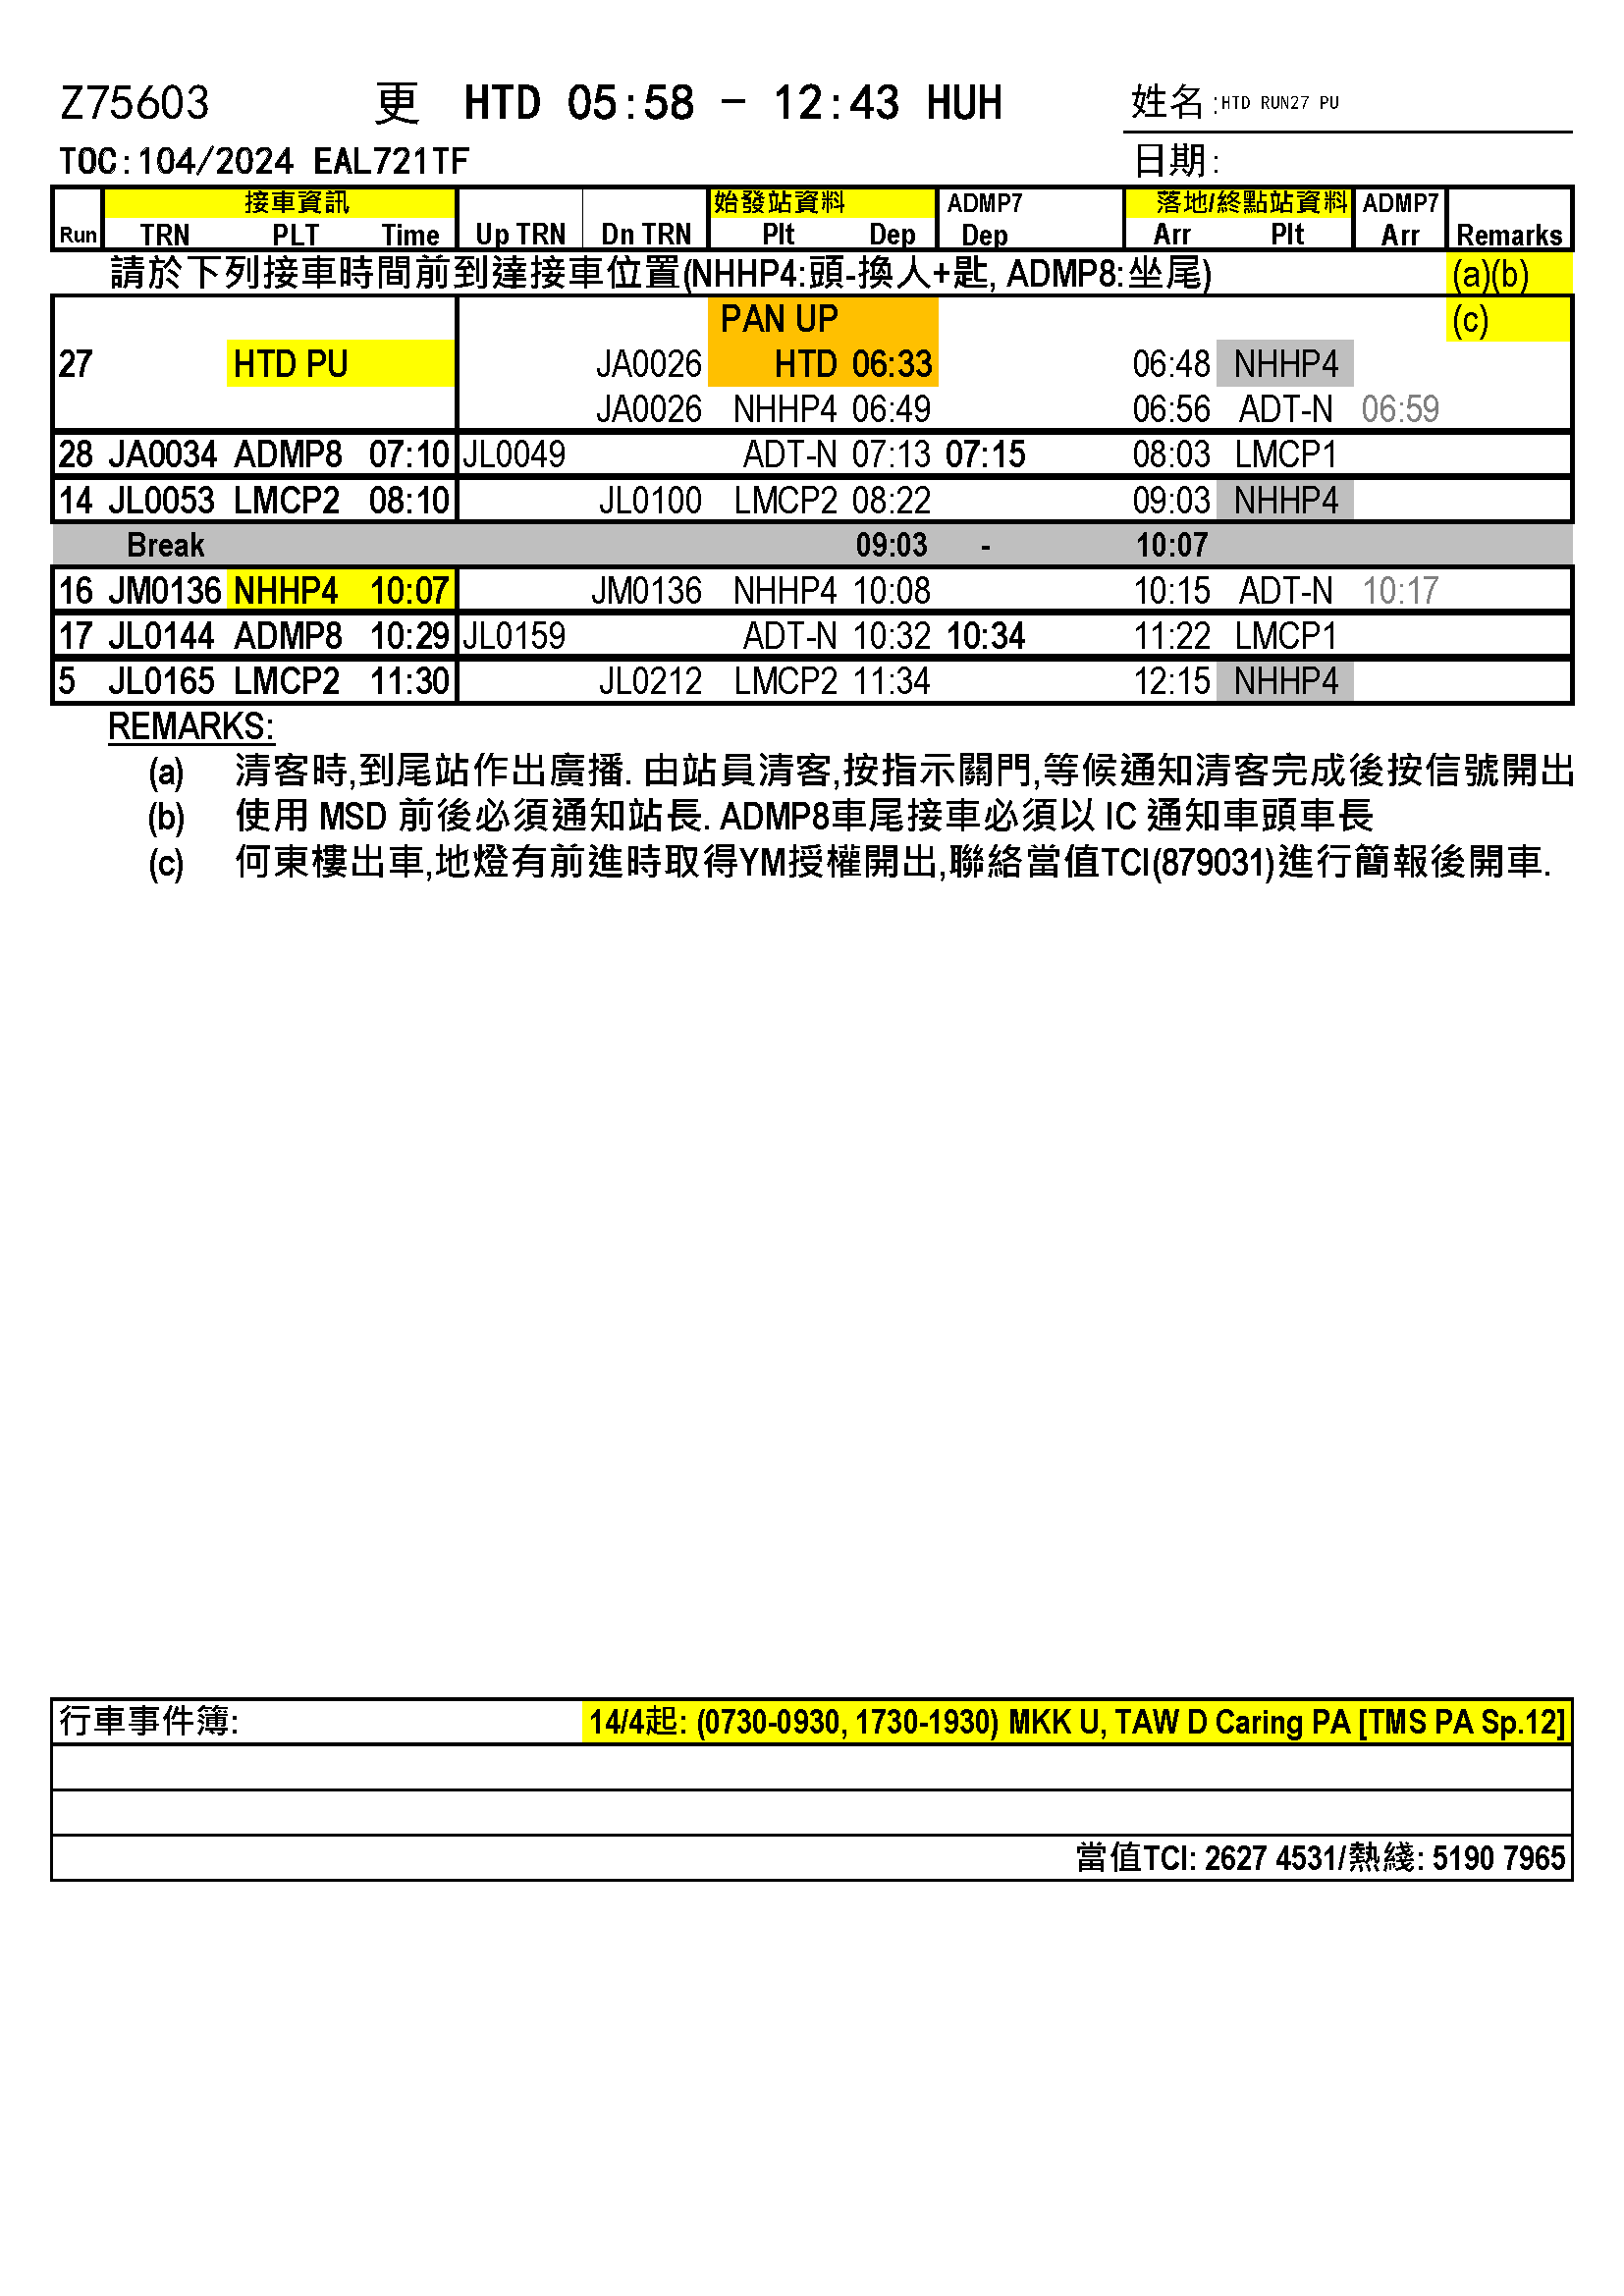 Z75603 更 HTD 05:58 - 12:43 HUH 姓名:HTD RUN27 PU
TOC:104/2024 EAL721TF 日期:
接車資訊 始發站資料 ADMP7 落地/終點站資料 ADMP7
Run TRN PLT Time Up TRN Dn TRN Plt Dep Dep Arr Plt Arr Remarks
請於下列接車時間前到達接車位置(NHHP4:頭-換人+匙, ADMP8:坐尾) (a)(b)
PAN UP (c)
27 HTD PU JA0026 HTD 06:33 06:48 NHHP4
JA0026 NHHP4 06:49 06:56 ADT-N 06:59
28 JA0034 ADMP8 07:10 JL0049 ADT-N 07:13 07:15 08:03 LMCP1
14 JL0053 LMCP2 08:10 JL0100 LMCP2 08:22 09:03 NHHP4
Break 09:03 - 10:07
16 JM0136 NHHP4 10:07 JM0136 NHHP4 10:08 10:15 ADT-N 10:17
17 JL0144 ADMP8 10:29 JL0159 ADT-N 10:32 10:34 11:22 LMCP1
5 JL0165 LMCP2 11:30 JL0212 LMCP2 11:34 12:15 NHHP4
REMARKS:
(a) 清客時,到尾站作出廣播. 由站員清客,按指示關門,等候通知清客完成後按信號開出
(b) 使用 MSD 前後必須通知站長. ADMP8車尾接車必須以 IC 通知車頭車長
(c) 何東樓出車,地燈有前進時取得YM授權開出,聯絡當值TCI(879031)進行簡報後開車.
行車事件簿: 14/4起: (0730-0930, 1730-1930) MKK U, TAW D Caring PA [TMS PA Sp.12]
當值TCI: 2627 4531/熱綫: 5190 7965